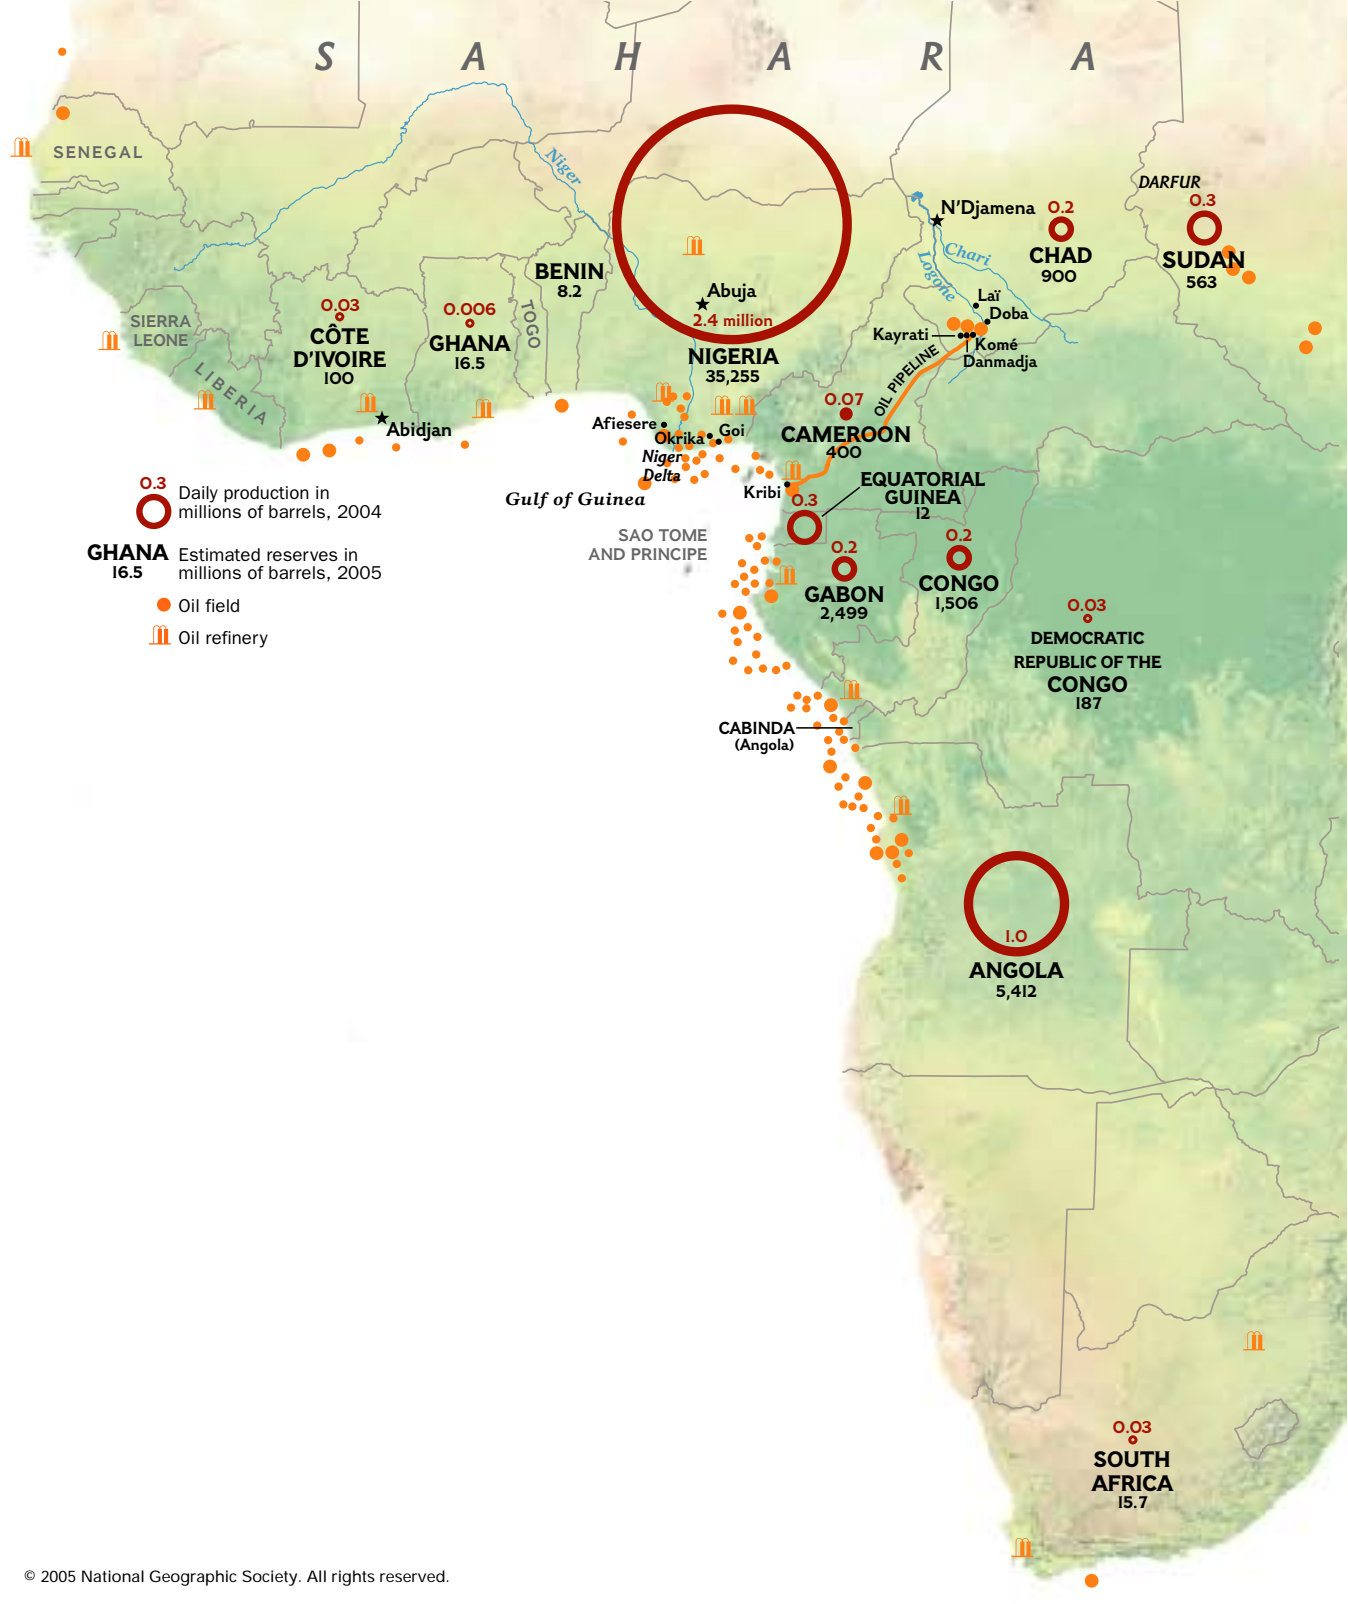 S A H A R A
SENEGAL
Niger
DARFUR
0.3
SUDAN
563
N'Djamena
0.2
CHAD
900
Chari
Logone
Laï
Doba
Kayrati
Komé
Danmadja
OIL PIPELINE
BENIN
8.2
Abuja
2.4 million
NIGERIA
35,255
TOGO
0.03
CÔTE
D'IVOIRE
100
0.006
GHANA
16.5
SIERRA
LEONE
LIBERIA
Abidjan
Afiesere
Okrika
Goi
Niger
Delta
0.07
CAMEROON
400
Kribi
Gulf of Guinea
EQUATORIAL
GUINEA
12
0.3
SAO TOME
AND PRINCIPE
0.2
GABON
2,499
0.2
CONGO
1,506
0.03
DEMOCRATIC
REPUBLIC OF THE
CONGO
187
0.3
Daily production in
millions of barrels, 2004
GHANA
16.5
Estimated reserves in
millions of barrels, 2005
Oil field
Oil refinery
CABINDA
(Angola)
1.0
ANGOLA
5,412
0.03
SOUTH
AFRICA
15.7
© 2005 National Geographic Society. All rights reserved.